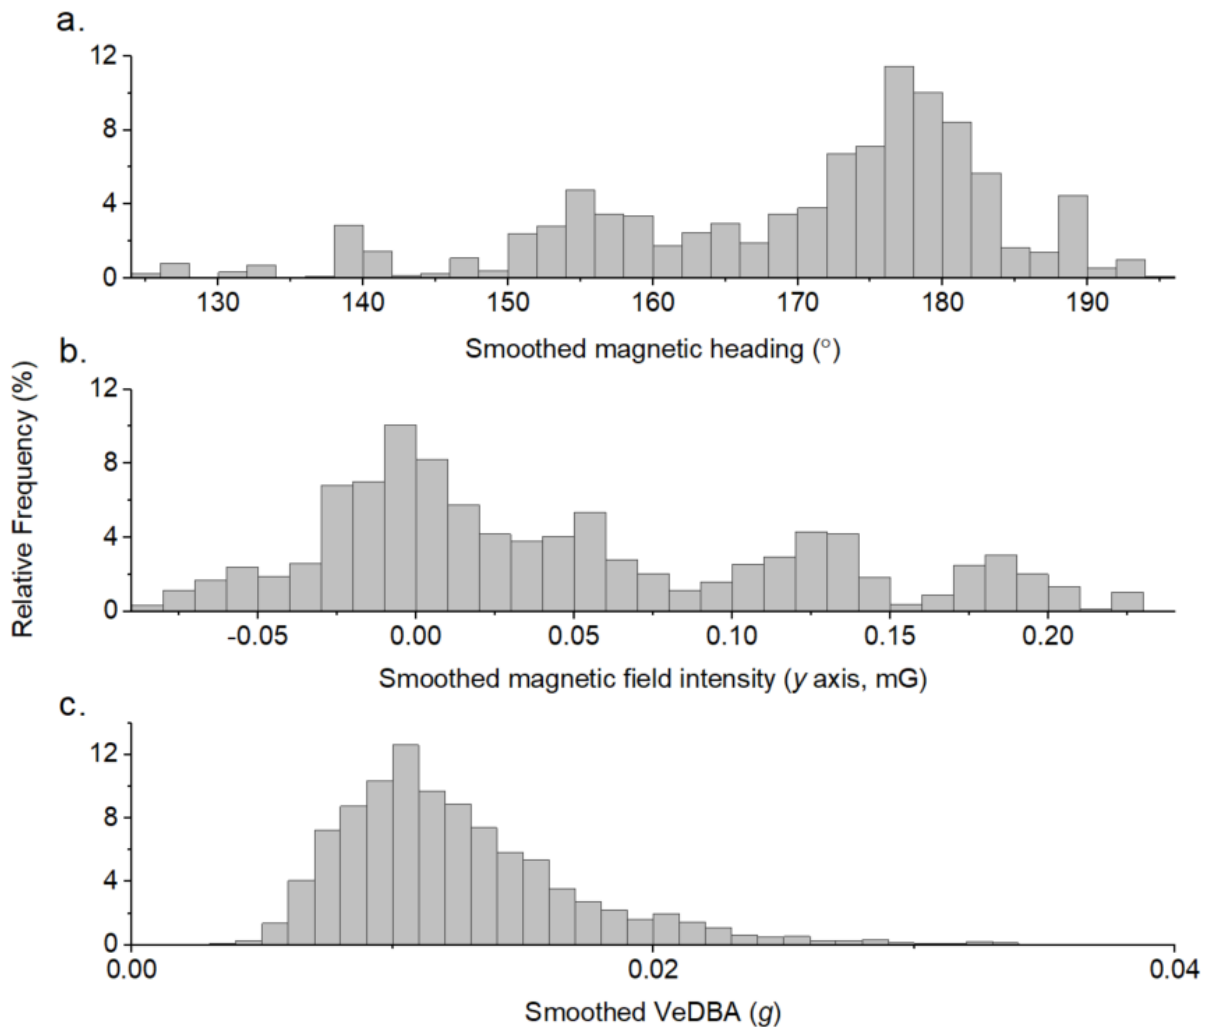 a.
12
8
4
0
130 140 150 160 170 180 190
Smoothed magnetic heading (°)
b.
Relative Frequency (%)
12
8
4
0
-0.05 0.00 0.05 0.10 0.15 0.20
Smoothed magnetic field intensity (y axis, mG)
c.
12
8
4
0
0.00 0.02 0.04
Smoothed VeDBA (g)